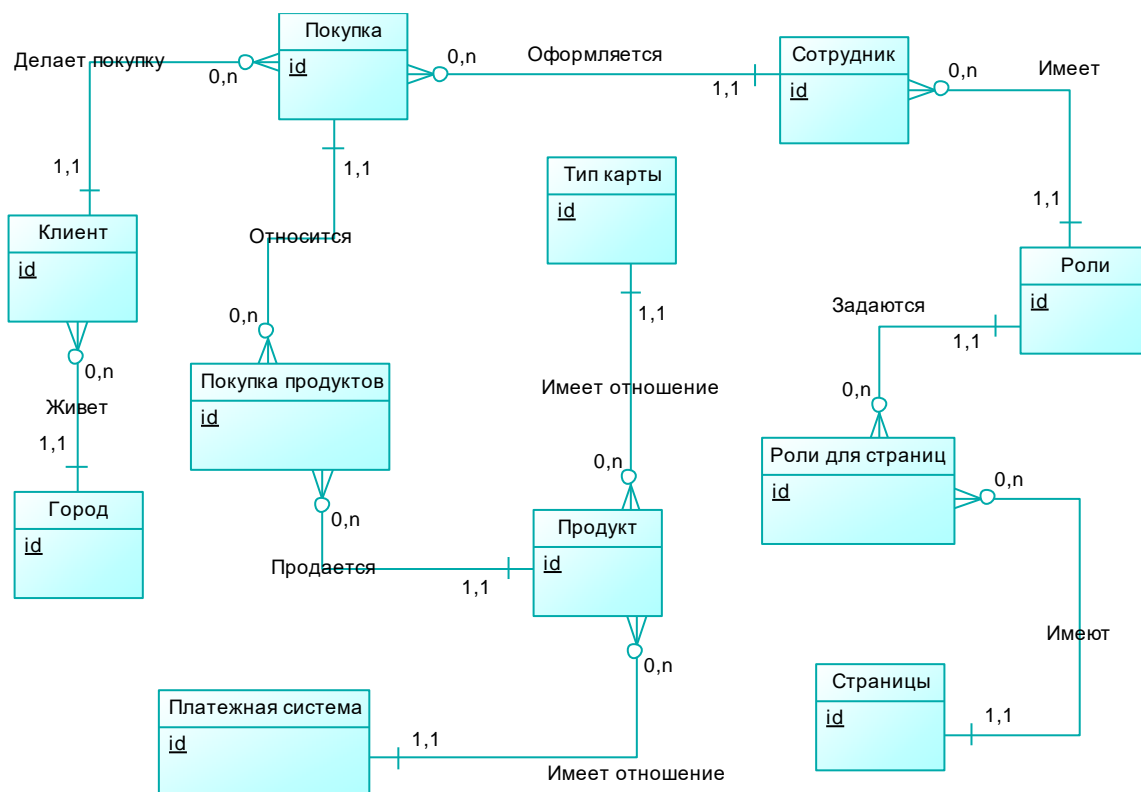 Покупка
id
Делает покупку
0,n
0,n
Оформляется
1,1
Сотрудник
id
0,n
Имеет
1,1
1,1
Тип карты
id
1,1
1,1
Клиент
id
Относится
Роли
id
Задаются
1,1
0,n
1,1
0,n
Покупка продуктов
id
Имеет отношение
0,n
Живет
1,1
Роли для страниц
id
0,n
0,n
Город
id
0,n
Продукт
id
Продается
1,1
Имеют
0,n
Платежная система
id
Страницы
id
1,1
1,1
Имеет отношение